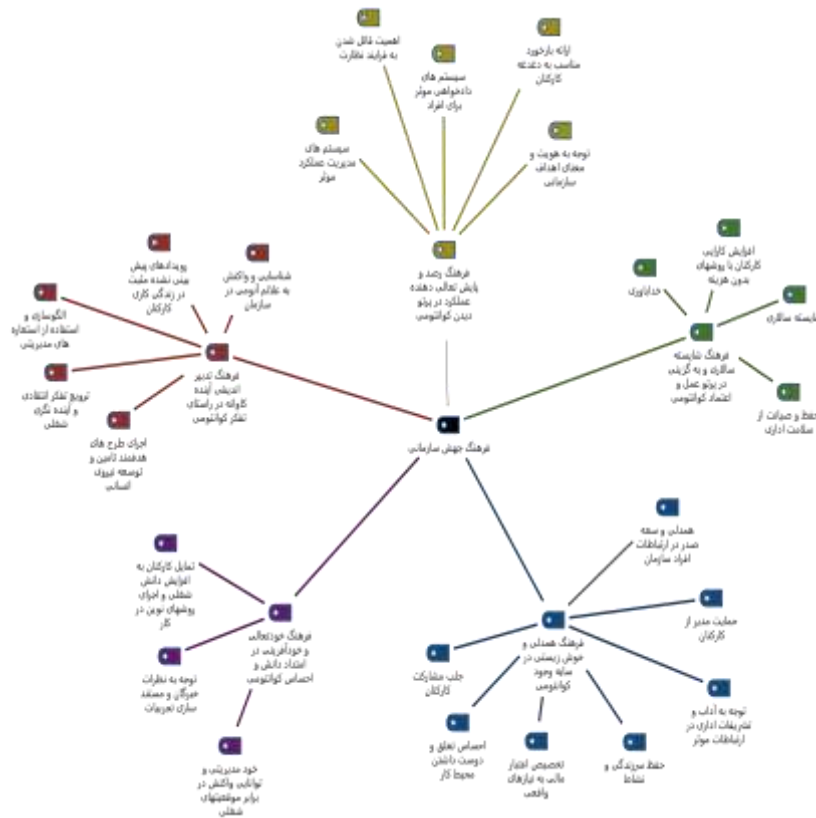 اهمیت قائل شدن
به فرایند نظارت
ارائه بازخورد
مناسب به دغدغه
کارکنان
سیستم های
دادخواهی موثر
برای افراد
سیستم های
مدیریت عملکرد
موثر
توجه به هویت و
معنای اهداف
سازمانی
فرهنگ رصد و
پایش تعالی دهنده
عملکرد در پرتو
دیدن کوانتومی
رویدادهای پیش
بینی نشده مثبت
در زندگی کاری
کارکنان
شناسایی و واکنش
به علائم آنومی در
سازمان
الگوسازی و
استفاده از استعاره
های مدیریتی
ترویج تفکر انتقادی
و آینده نگری
شغلی
اجرای طرح های
هدفمند تامین و
توسعه نیروی
انسانی
فرهنگ تدبیر
اندیشی آینده
کاوانه در راستای
تفکر کوانتومی
افزایش کارایی
کارکنان با روشهای
بدون هزینه
خداباوری
شایسته سالاری
فرهنگ شایسته
سالاری و به گزینی
در پرتو عمل و
اعتماد کوانتومی
حفظ و صیانت از
سلامت اداری
فرهنگ جهش سازمانی
تمایل کارکنان به
افزایش دانش
شغلی و اجرای
روشهای نوین در
کار
فرهنگ خودتعالی
و خودآفرینی در
امتداد دانش و
احساس کوانتومی
توجه به نظرات
خبرگان و مستند
سازی تجربیات
خود مدیریتی و
توانایی واکنش در
برابر موقعیتهای
شغلی
همدلی و سعه
صدر در ارتباطات
افراد سازمان
حمایت مدیر از
کارکنان
فرهنگ همدلی و
خوش زیستی در
سایه وجود
کوانتومی
جلب مشارکت
کارکنان
توجه به آداب و
تشریفات اداری در
ارتباطات موثر
احساس تعلق و
دوست داشتن
محیط کار
تخصیص اعتبار
مالی به نیازهای
واقعی
حفظ سرزندگی و
نشاط